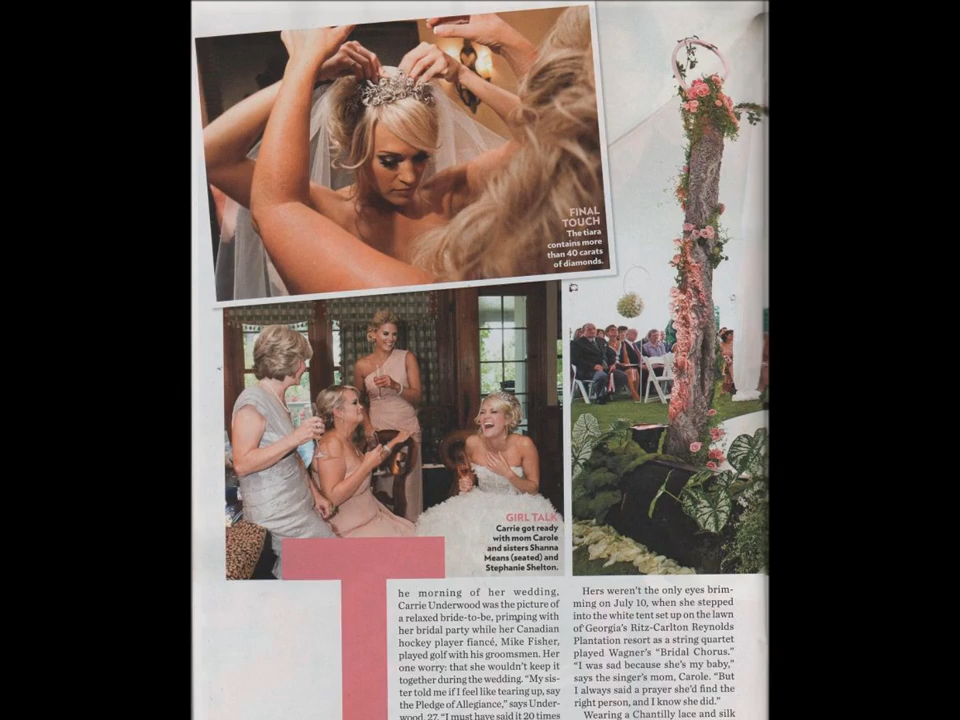 FINAL
TOUCH
The tiara
contains more
than 40 carats
of diamonds.
GIRL TALK
Carrie got ready
with mom Carole
and sisters Shanna
Means (seated) and
Stephanie Shelton.
T
he morning of her wedding,
Carrie Underwood was the picture of
a relaxed bride-to-be, primping with
her bridal party while her Canadian
hockey player fiancé, Mike Fisher,
played golf with his groomsmen. Her
one worry: that she wouldn't keep it
together during the wedding. “My sis-
ter told me if I feel like tearing up, say
the Pledge of Allegiance,” says Under-
wood, 27. “I must have said it 20 times
Hers weren't the only eyes brim-
ming on July 10, when she stepped
into the white tent set up on the lawn
of Georgia's Ritz-Carlton Reynolds
Plantation resort as a string quartet
played Wagner's “Bridal Chorus.”
“I was sad because she's my baby,”
says the singer's mom, Carole. “But
I always said a prayer she'd find the
right person, and I know she did.”
Wearing a Chantilly lace and silk